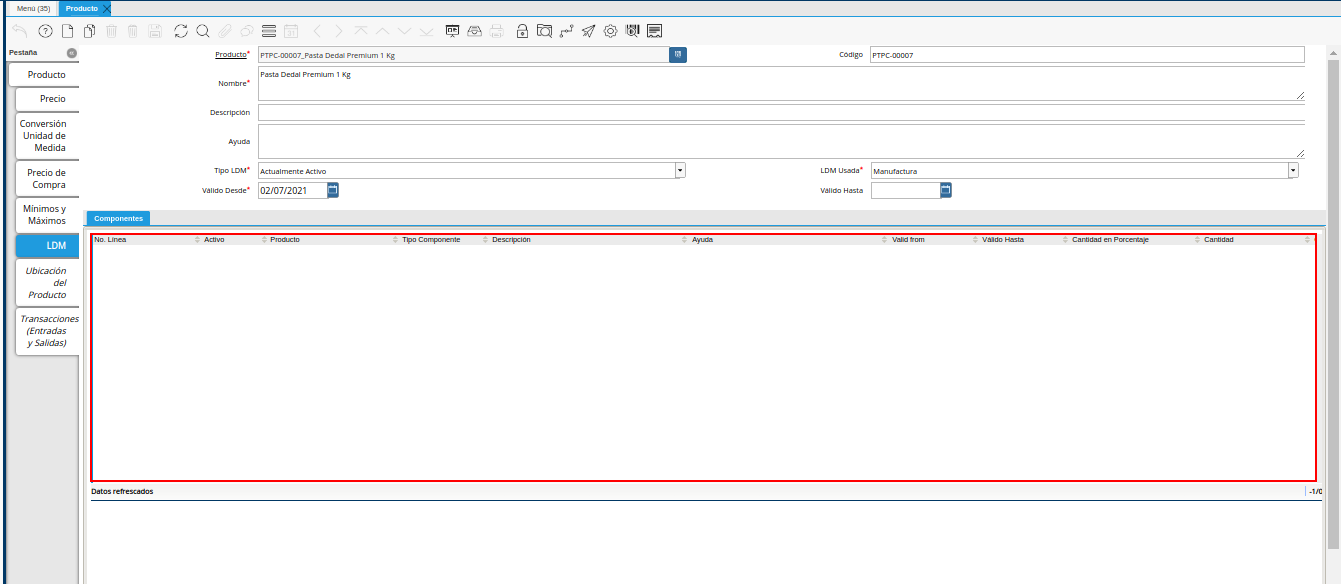 Menú (35) Producto
Pestaña
Producto
Precio
Conversión
Unidad de
Medida
Precio de
Compra
Mínimos y
Máximos
LDM
Ubicación
del
Producto
Transacciones
(Entradas
y Salidas)
Producto* PTPC-00007_Pasta Dedal Premium 1 Kg Código PTPC-00007
Nombre* Pasta Dedal Premium 1 Kg
Descripción
Ayuda
Tipo LDM* Actualmente Activo LDM Usada* Manufactura
Válido Desde* 02/07/2021 Válido Hasta
Componentes
No. Línea Activo Producto Tipo Componente Descripción Ayuda Valid from Válido Hasta Cantidad en Porcentaje Cantidad
Datos refrescados -1/0